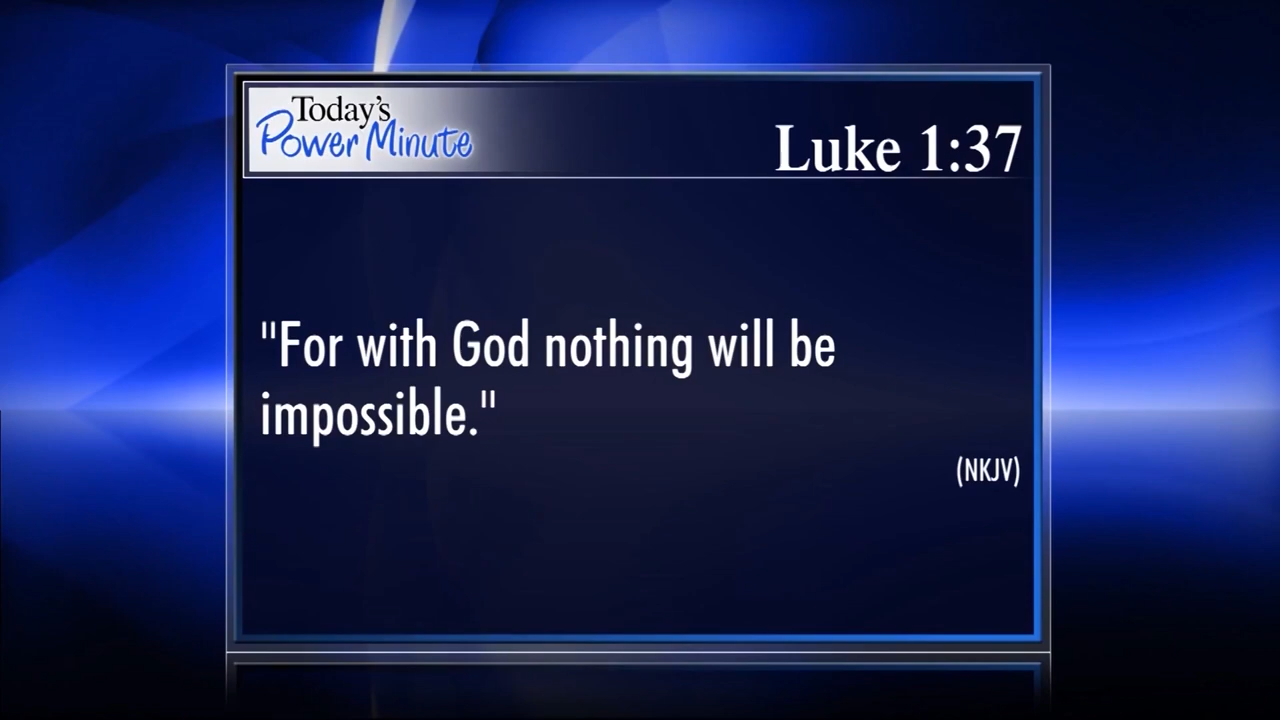 Today's
Power Minute
Luke 1:37
"For with God nothing will be
impossible."
(NKJV)